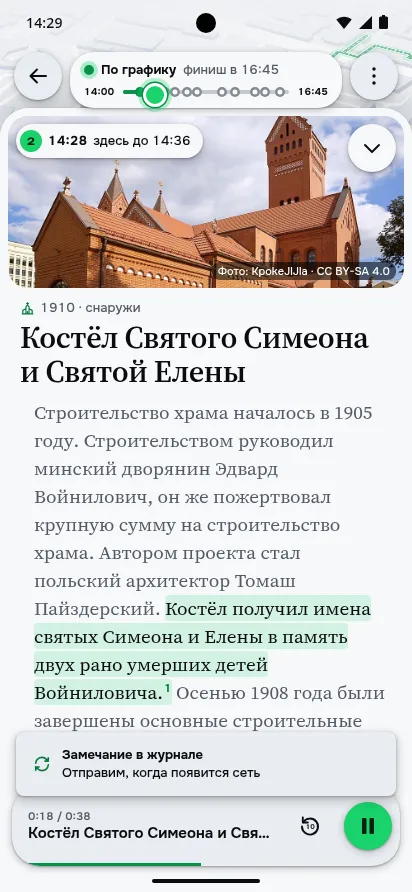 14:29
По графику финиш в 16:45
14:00 16:45
2 14:28 здесь до 14:36
Фото: KpokeJlJla · CC BY-SA 4.0
1910 · снаружи
Костёл Святого Симеона
и Святой Елены
Строительство храма началось в 1905
году. Строительством руководил
минский дворянин Эдвард
Войнилович, он же пожертвовал
крупную сумму на строительство
храма. Автором проекта стал
польский архитектор Томаш
Пайздерский. Костёл получил имена
святых Симеона и Елены в память
двух рано умерших детей
Войниловича.¹ Осенью 1908 года были
завершены основные строительные
Замечание в журнале
Отправим, когда появится сеть
0:18 / 0:38
Костёл Святого Симеона и Свя...
10